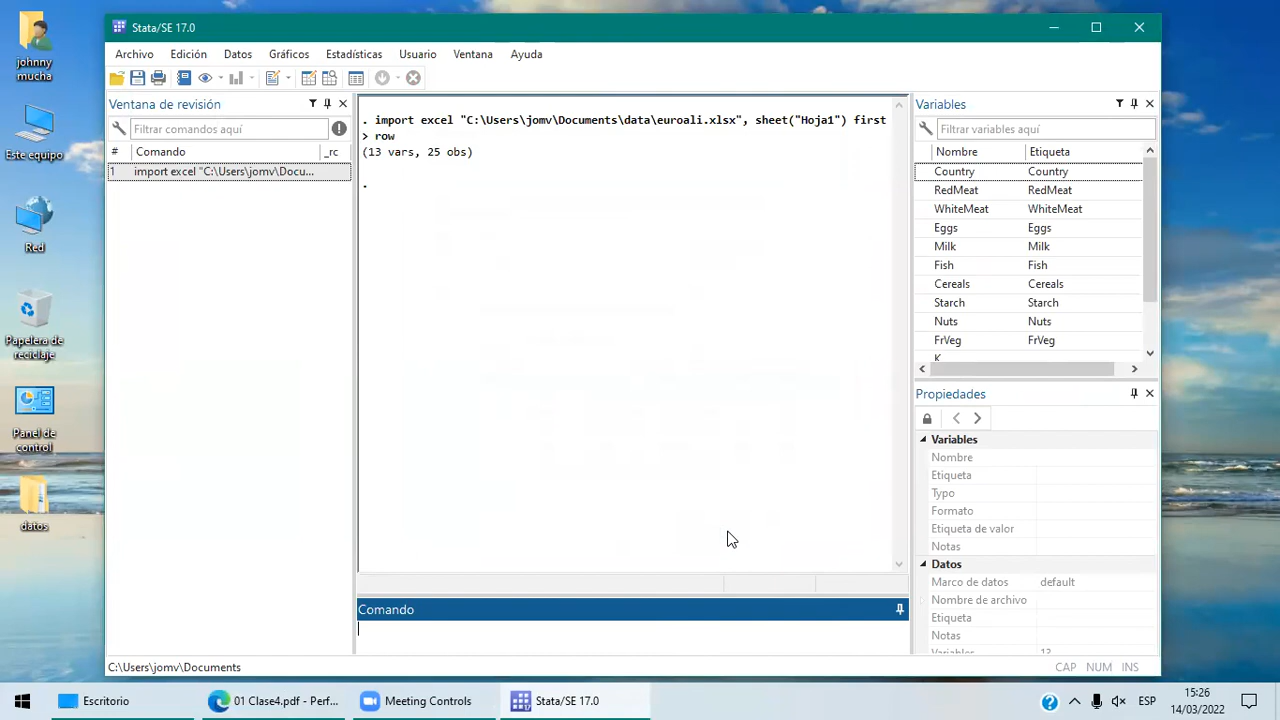 johnny
mucha
Este equipo
Red
Papelera de
reciclaje
Panel de
control
datos
Stata/SE 17.0
Archivo Edición Datos Gráficos Estadísticas Usuario Ventana Ayuda
Ventana de revisión
Filtrar comandos aquí
# Comando _rc
1 import excel "C:\Users\jomv\Docu...
. import excel "C:\Users\jomv\Documents\data\euroali.xlsx", sheet("Hoja1") first
> row
(13 vars, 25 obs)
.
Comando
Variables
Filtrar variables aquí
Nombre Etiqueta
Country Country
RedMeat RedMeat
WhiteMeat WhiteMeat
Eggs Eggs
Milk Milk
Fish Fish
Cereals Cereals
Starch Starch
Nuts Nuts
FrVeg FrVeg
K
Propiedades
Variables
Nombre
Etiqueta
Typo
Formato
Etiqueta de valor
Notas
Datos
Marco de datos default
Nombre de archivo
Etiqueta
Notas
Variables 13
C:\Users\jomv\Documents
CAP NUM INS
Escritorio
01 Clase4.pdf - Perf...
Meeting Controls
Stata/SE 17.0
ESP
15:26
14/03/2022